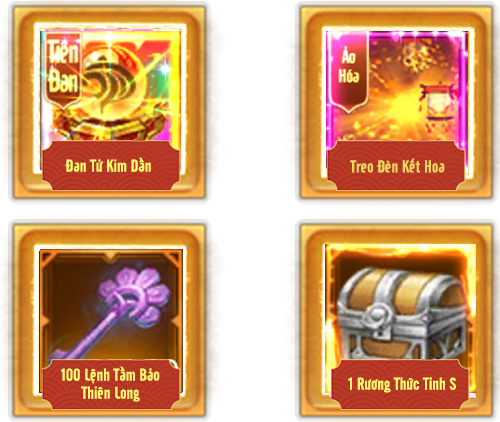 Tiên
Đan
Đan Tử Kim Dần
Ảo
Hóa
Treo Đèn Kết Hoa
100 Lệnh Tầm Bảo
Thiên Long
1 Rương Thức Tỉnh S